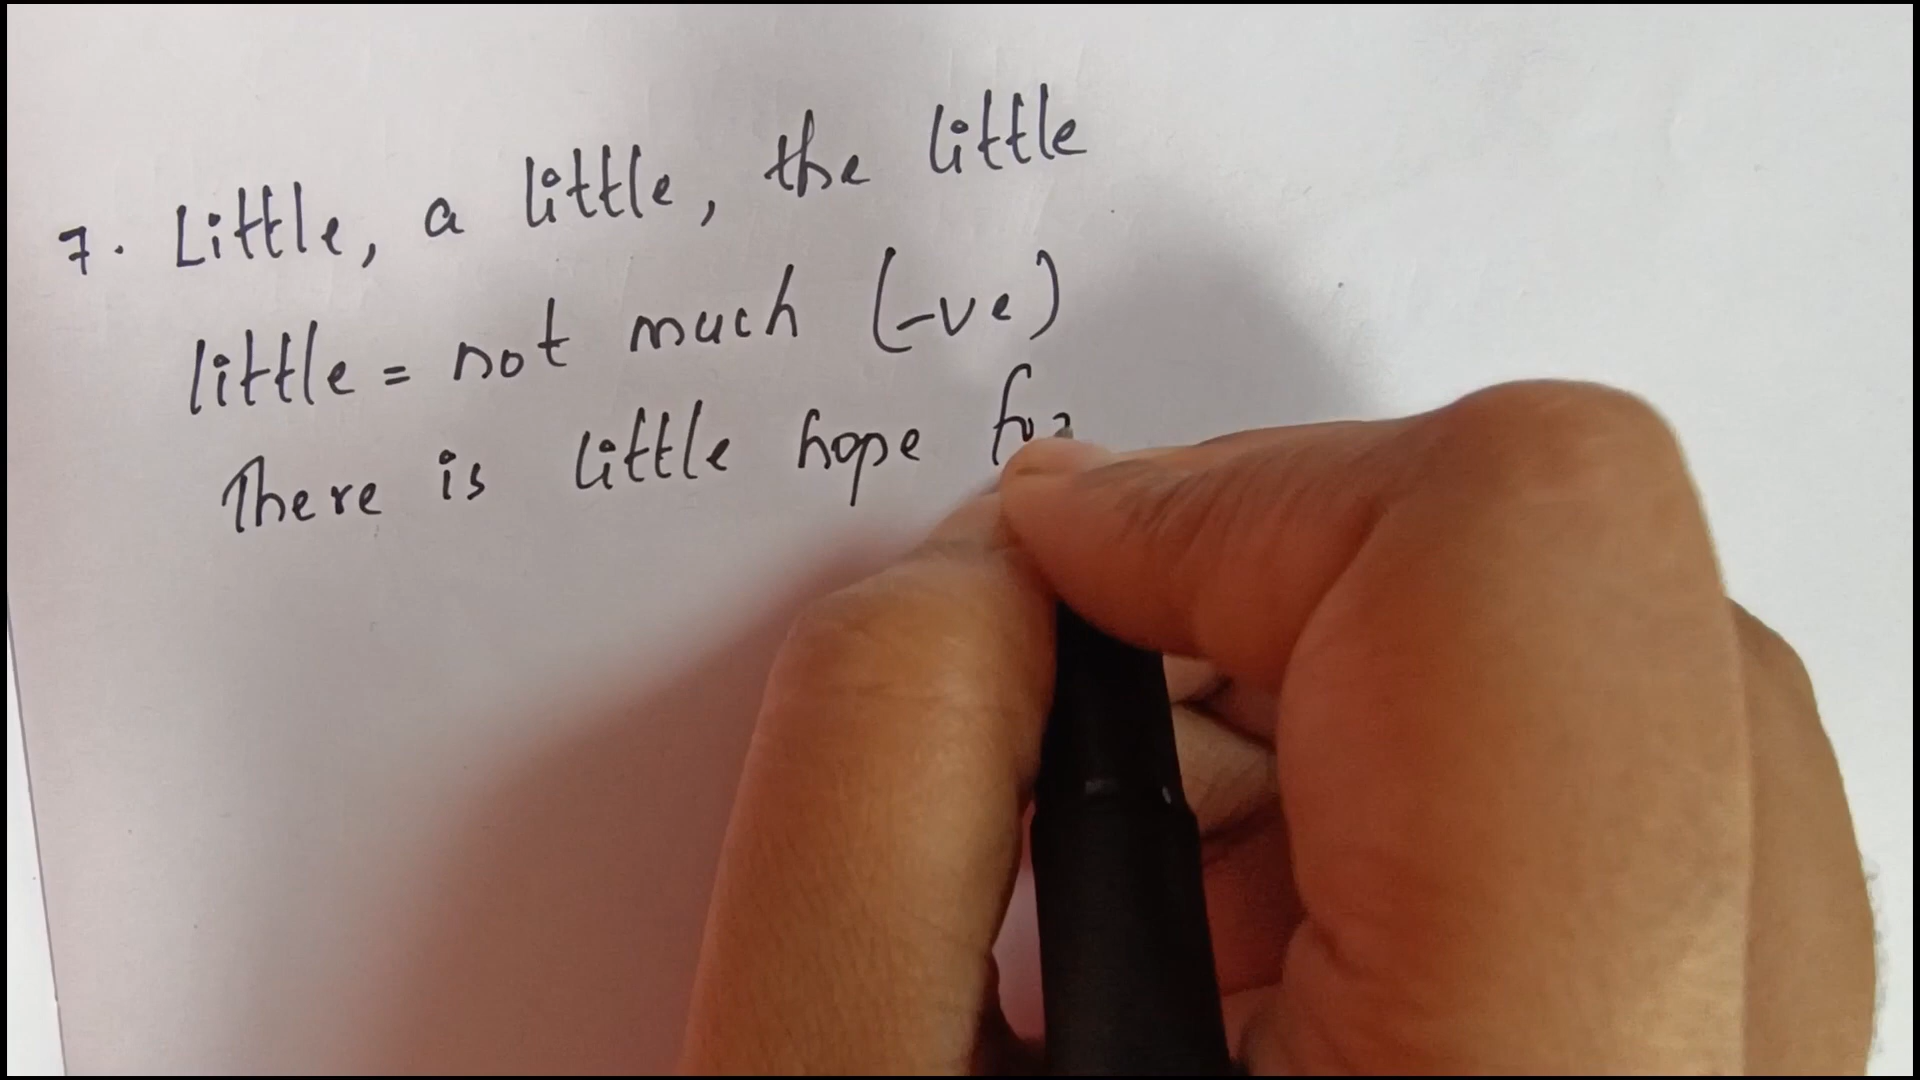 7. Little, a little, the little
little = not much (-ve)
There is little hope